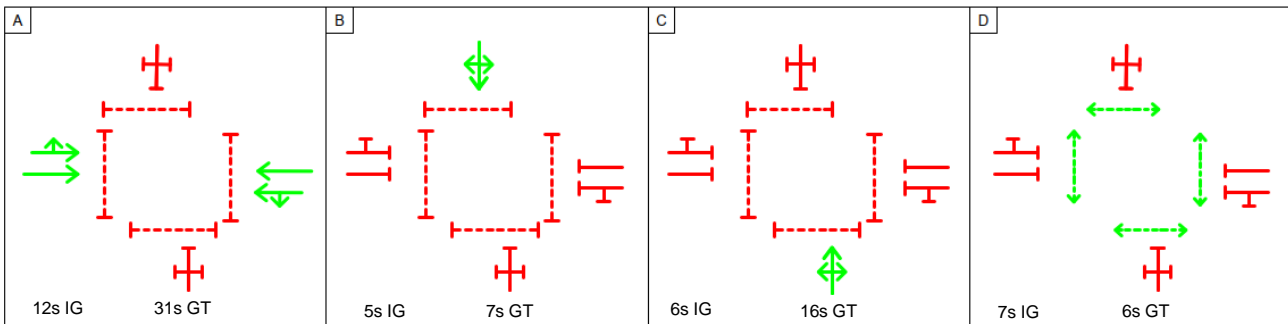 A
12s IG 31s GT
B
5s IG 7s GT
C
6s IG 16s GT
D
7s IG 6s GT